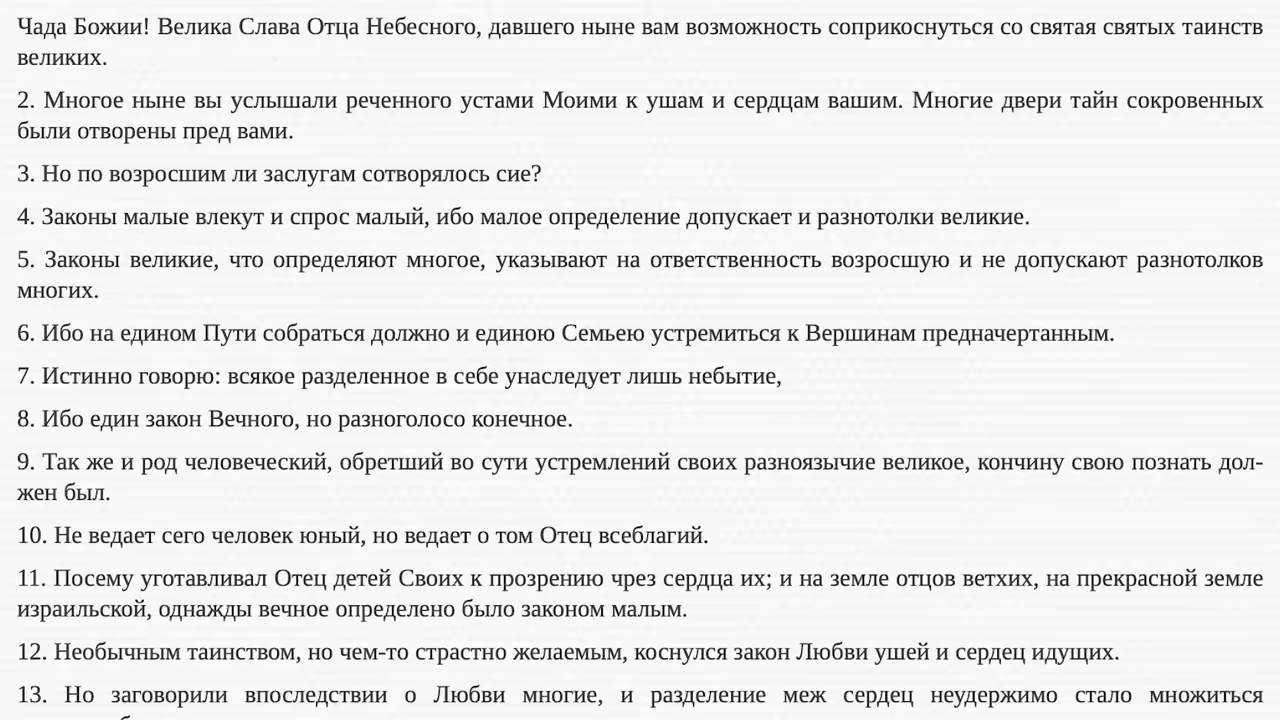 Чада Божии! Велика Слава Отца Небесного, давшего ныне вам возможность соприкоснуться со святая святых таинств
великих.
2. Многое ныне вы услышали реченного устами Моими к ушам и сердцам вашим. Многие двери тайн сокровенных
были отворены пред вами.
3. Но по возросшим ли заслугам сотворялось сие?
4. Законы малые влекут и спрос малый, ибо малое определение допускает и разнотолки великие.
5. Законы великие, что определяют многое, указывают на ответственность возросшую и не допускают разнотолков
многих.
6. Ибо на едином Пути собраться должно и единою Семьею устремиться к Вершинам предначертанным.
7. Истинно говорю: всякое разделенное в себе унаследует лишь небытие,
8. Ибо един закон Вечного, но разноголосо конечное.
9. Так же и род человеческий, обретший во сути устремлений своих разноязычие великое, кончину свою познать дол-
жен был.
10. Не ведает сего человек юный, но ведает о том Отец всеблагий.
11. Посему уготавливал Отец детей Своих к прозрению чрез сердца их; и на земле отцов ветхих, на прекрасной земле
израильской, однажды вечное определено было законом малым.
12. Необычным таинством, но чем-то страстно желаемым, коснулся закон Любви ушей и сердец идущих.
13. Но заговорили впоследствии о Любви многие, и разделение меж сердец неудержимо стало множиться